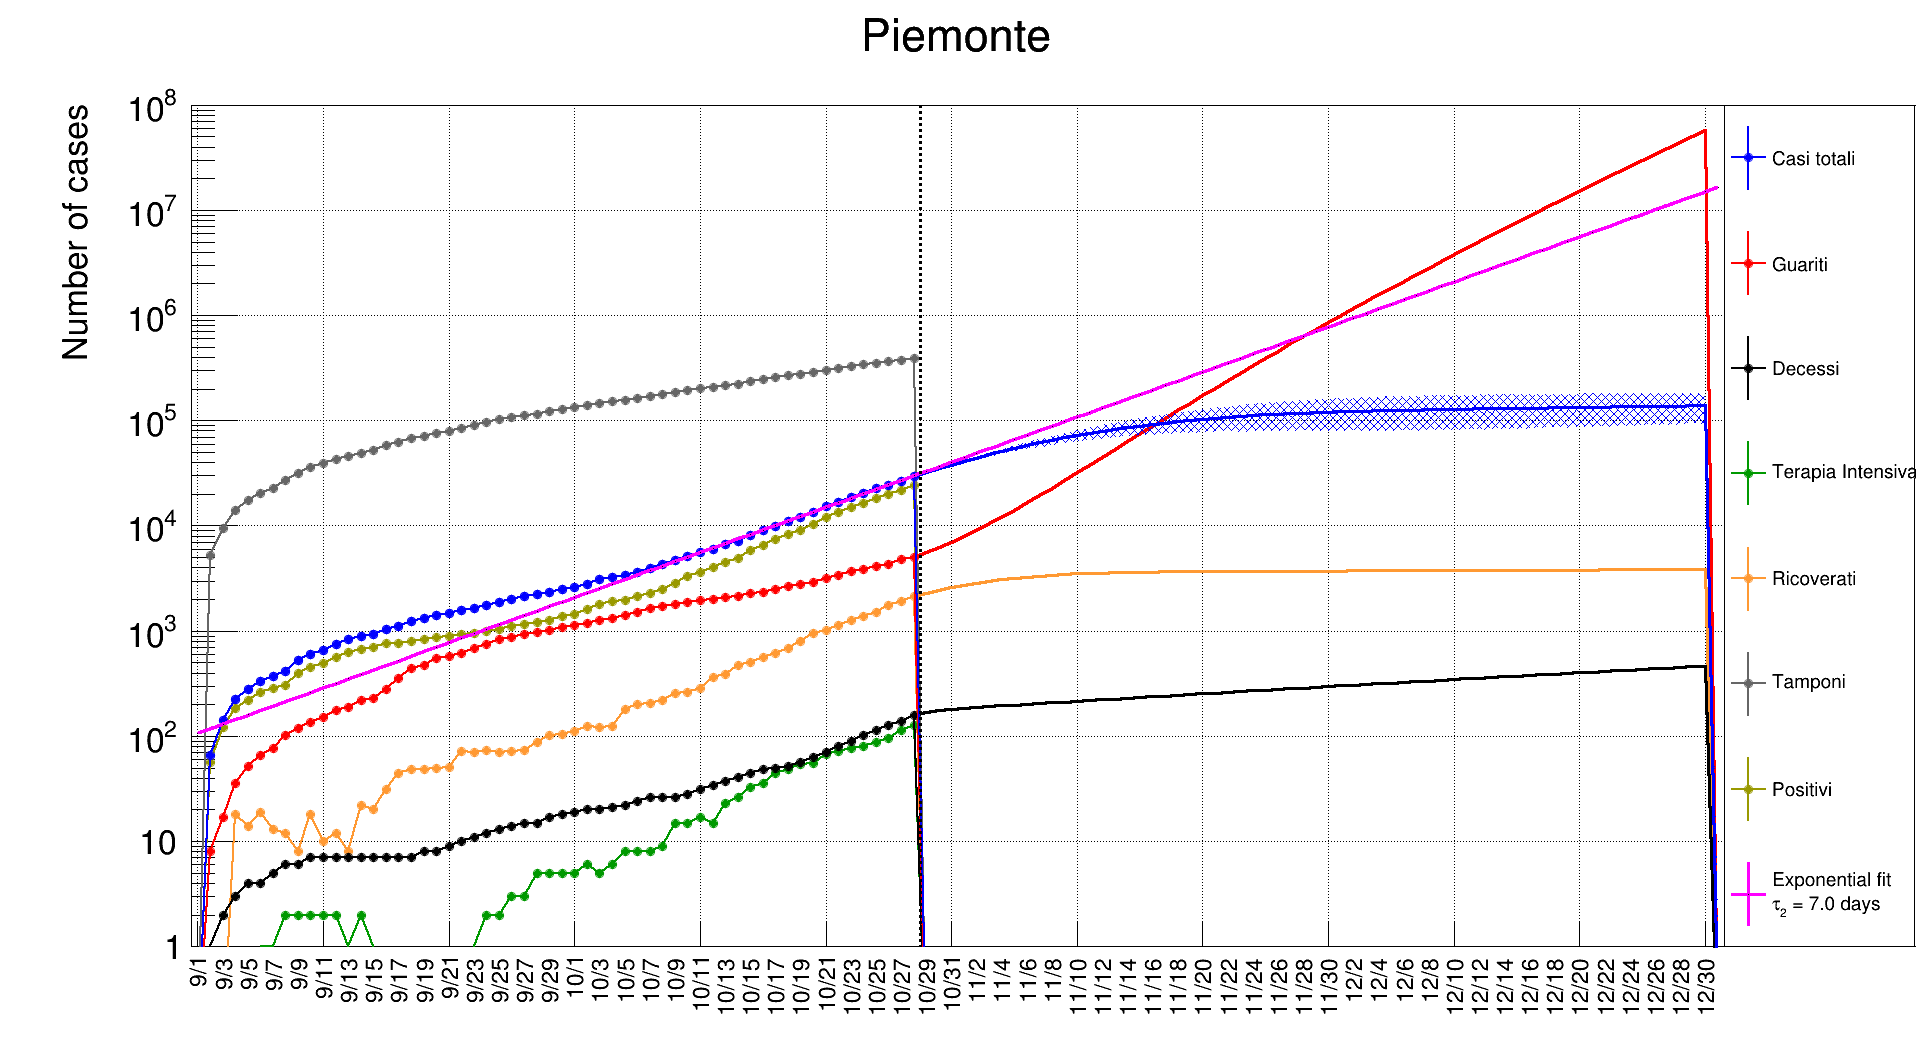 Piemonte
Number of cases
10^8
10^7
10^6
10^5
10^4
10^3
10^2
10
1
9/1 9/3 9/5 9/7 9/9 9/11 9/13 9/15 9/17 9/19 9/21 9/23 9/25 9/27 9/29 10/1 10/3 10/5 10/7 10/9 10/11 10/13 10/15 10/17 10/19 10/21 10/23 10/25 10/27 10/29 10/31 11/2 11/4 11/6 11/8 11/10 11/12 11/14 11/16 11/18 11/20 11/22 11/24 11/26 11/28 11/30 12/2 12/4 12/6 12/8 12/10 12/12 12/14 12/16 12/18 12/20 12/22 12/24 12/26 12/28 12/30
Casi totali
Guariti
Decessi
Terapia Intensiva
Ricoverati
Tamponi
Positivi
Exponential fit
τ₂ = 7.0 days